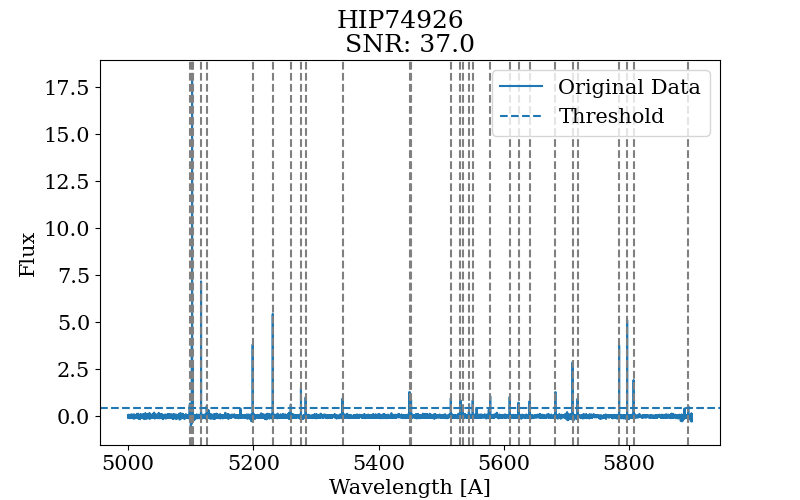 HIP74926
SNR: 37.0
Original Data
Threshold
17.5
15.0
12.5
10.0
7.5
5.0
2.5
0.0
Flux
5000 5200 5400 5600 5800
Wavelength [A]